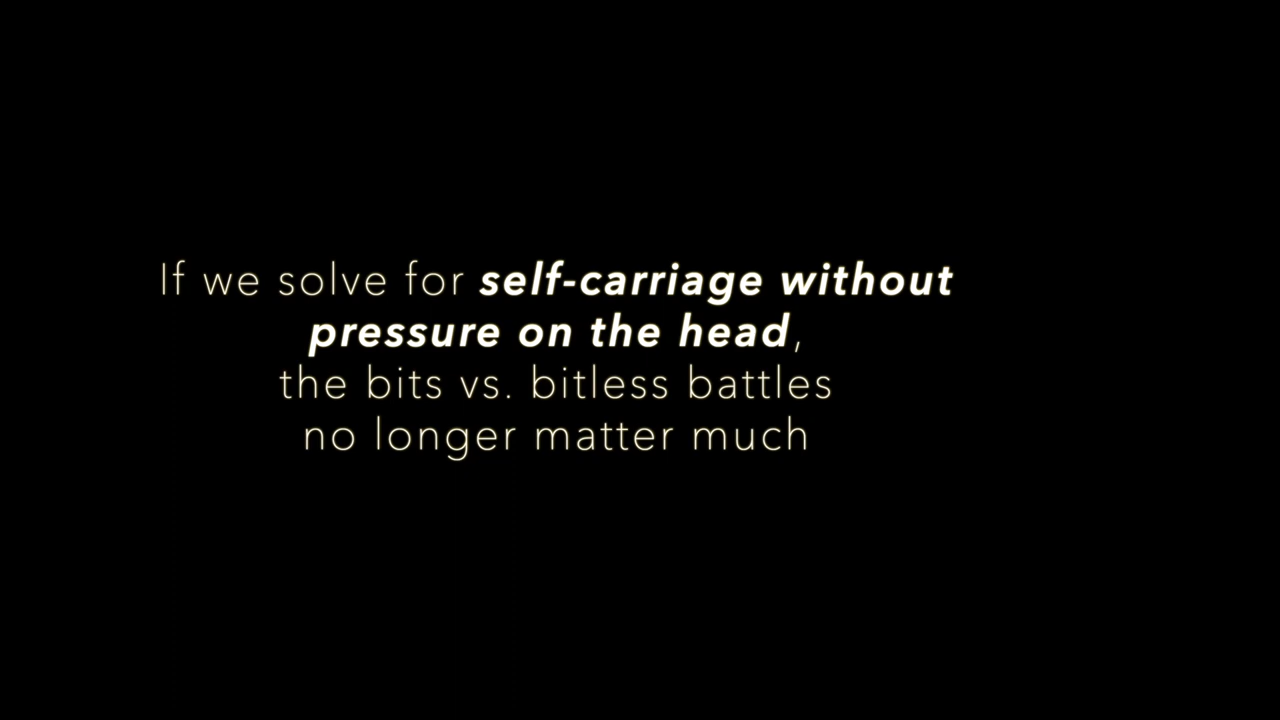 If we solve for self-carriage without
pressure on the head,
the bits vs. bitless battles
no longer matter much